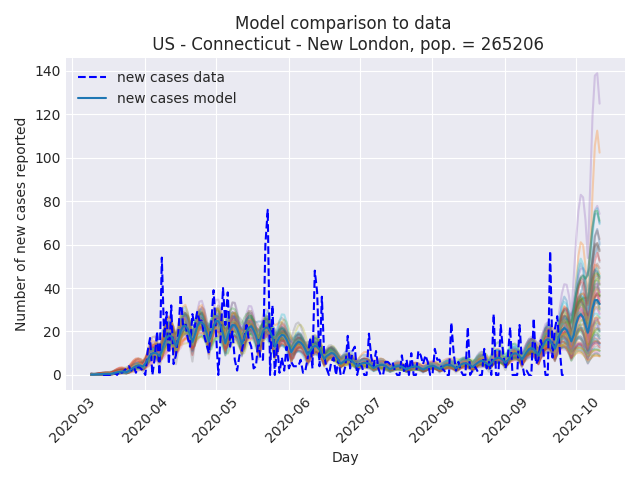 Model comparison to data
US - Connecticut - New London, pop. = 265206
new cases data
new cases model
Number of new cases reported
140
120
100
80
60
40
20
0
2020-03
2020-04
2020-05
2020-06
2020-07
2020-08
2020-09
2020-10
Day